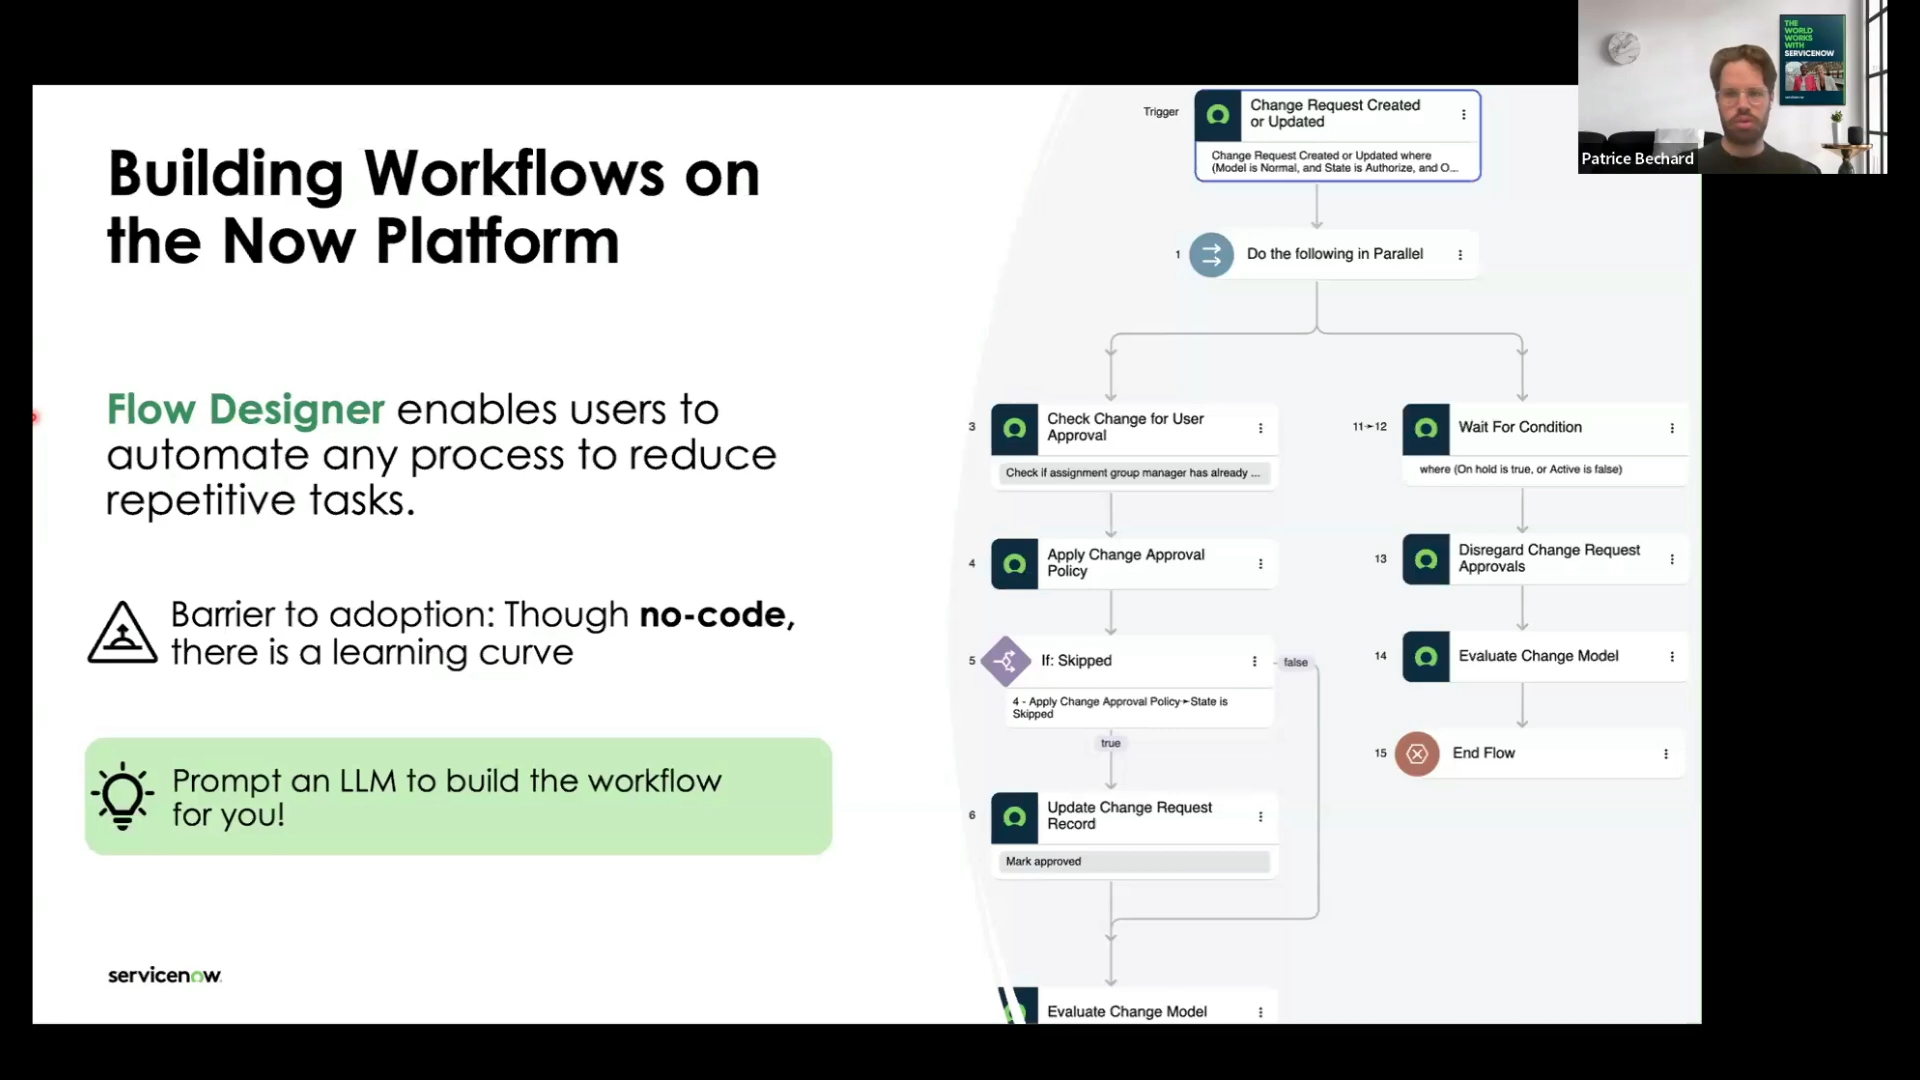 Building Workflows on
the Now Platform
Flow Designer enables users to
automate any process to reduce
repetitive tasks.
Barrier to adoption: Though no-code,
there is a learning curve
Prompt an LLM to build the workflow
for you!
servicenow
Trigger
Change Request Created
or Updated
Change Request Created or Updated where
(Model is Normal, and State is Authorize, and O...
1
Do the following in Parallel
3
Check Change for User
Approval
Check if assignment group manager has already ...
4
Apply Change Approval
Policy
5
If: Skipped
false
4 - Apply Change Approval Policy▸State is
Skipped
true
6
Update Change Request
Record
Mark approved
Evaluate Change Model
11▸12
Wait For Condition
where (On hold is true, or Active is false)
13
Disregard Change Request
Approvals
14
Evaluate Change Model
15
End Flow
THE
WORLD
WORKS
WITH
SERVICENOW
Patrice Bechard